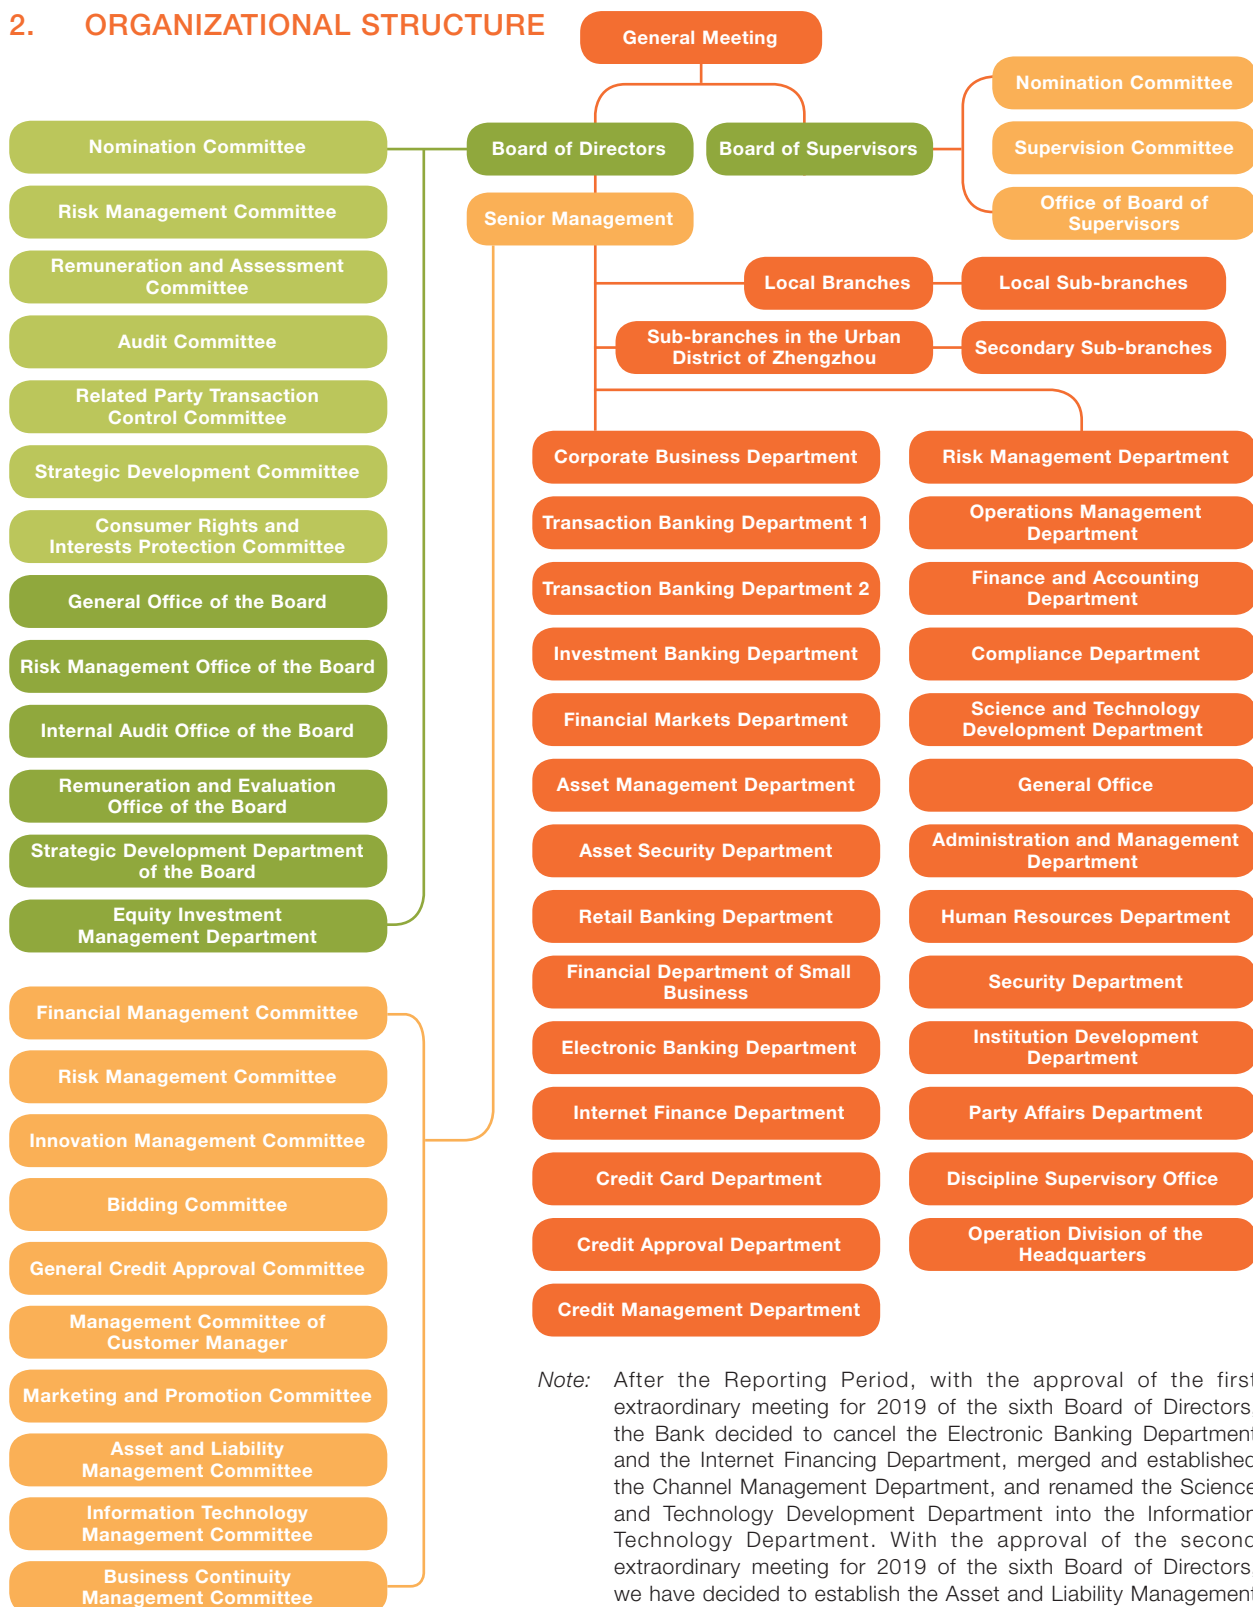 2. ORGANIZATIONAL STRUCTURE
General Meeting
Nomination Committee
Supervision Committee
Office of Board of
Supervisors
Board of Directors
Board of Supervisors
Senior Management
Nomination Committee
Risk Management Committee
Remuneration and Assessment
Committee
Audit Committee
Related Party Transaction
Control Committee
Strategic Development Committee
Consumer Rights and
Interests Protection Committee
General Office of the Board
Risk Management Office of the Board
Internal Audit Office of the Board
Remuneration and Evaluation
Office of the Board
Strategic Development Department
of the Board
Equity Investment
Management Department
Financial Management Committee
Risk Management Committee
Innovation Management Committee
Bidding Committee
General Credit Approval Committee
Management Committee of
Customer Manager
Marketing and Promotion Committee
Asset and Liability
Management Committee
Information Technology
Management Committee
Business Continuity
Management Committee
Local Branches
Local Sub-branches
Sub-branches in the Urban
District of Zhengzhou
Secondary Sub-branches
Corporate Business Department
Transaction Banking Department 1
Transaction Banking Department 2
Investment Banking Department
Financial Markets Department
Asset Management Department
Asset Security Department
Retail Banking Department
Financial Department of Small
Business
Electronic Banking Department
Internet Finance Department
Credit Card Department
Credit Approval Department
Credit Management Department
Risk Management Department
Operations Management
Department
Finance and Accounting
Department
Compliance Department
Science and Technology
Development Department
General Office
Administration and Management
Department
Human Resources Department
Security Department
Institution Development
Department
Party Affairs Department
Discipline Supervisory Office
Operation Division of the
Headquarters
Note: After the Reporting Period, with the approval of the first
extraordinary meeting for 2019 of the sixth Board of Directors,
the Bank decided to cancel the Electronic Banking Department
and the Internet Financing Department, merged and established
the Channel Management Department, and renamed the Science
and Technology Development Department into the Information
Technology Department. With the approval of the second
extraordinary meeting for 2019 of the sixth Board of Directors,
we have decided to establish the Asset and Liability Management